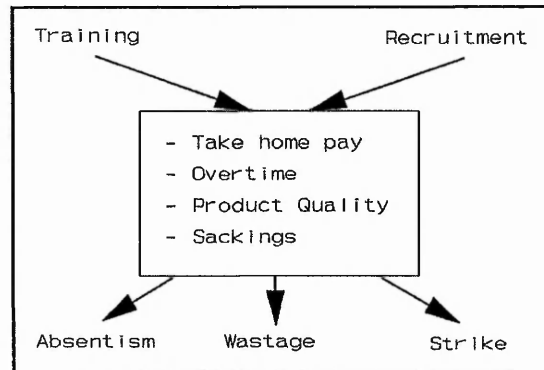 Training Recruitment
- Take home pay
- Overtime
- Product Quality
- Sackings
Absentism Wastage Strike